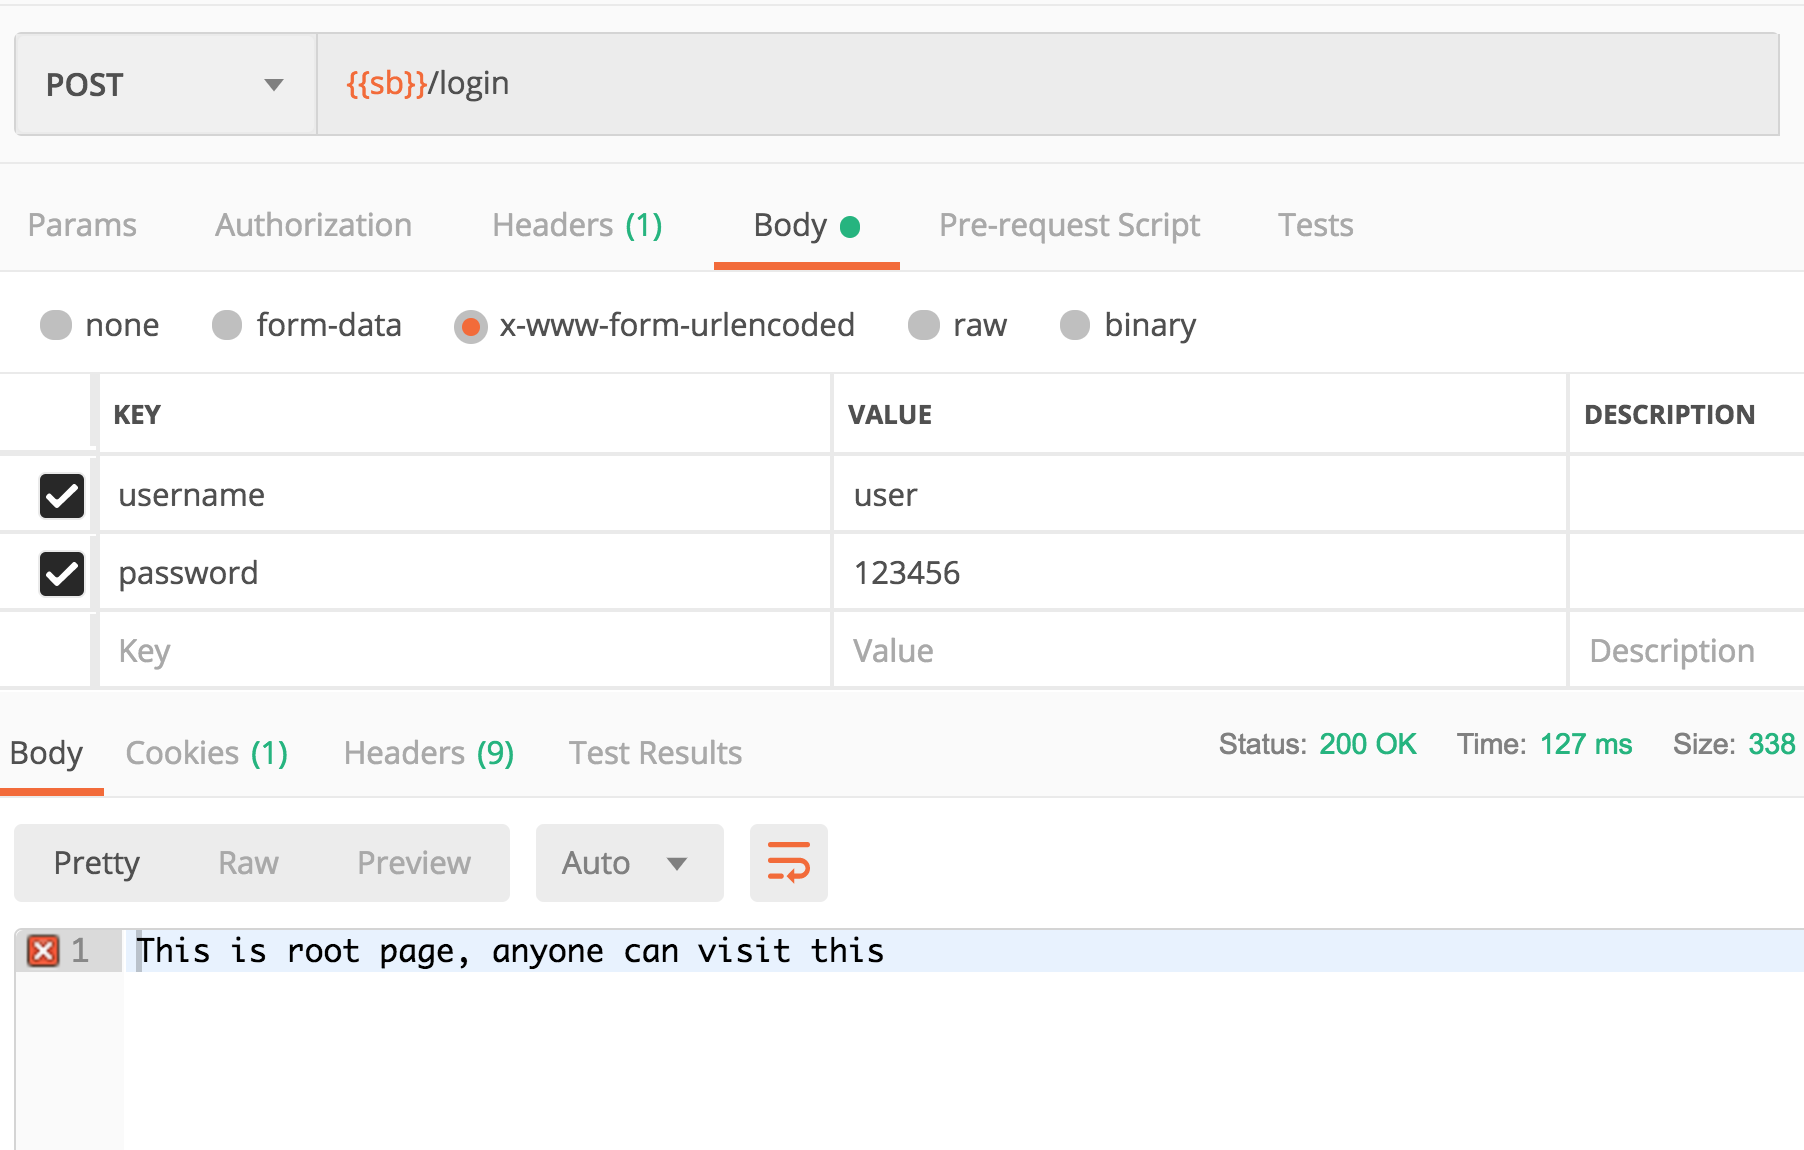 POST {{sb}}/login
Params Authorization Headers (1) Body Pre-request Script Tests
none form-data x-www-form-urlencoded raw binary
KEY VALUE DESCRIPTION
username user
password 123456
Key Value Description
Body Cookies (1) Headers (9) Test Results Status: 200 OK Time: 127 ms Size: 338
Pretty Raw Preview Auto
1 This is root page, anyone can visit this